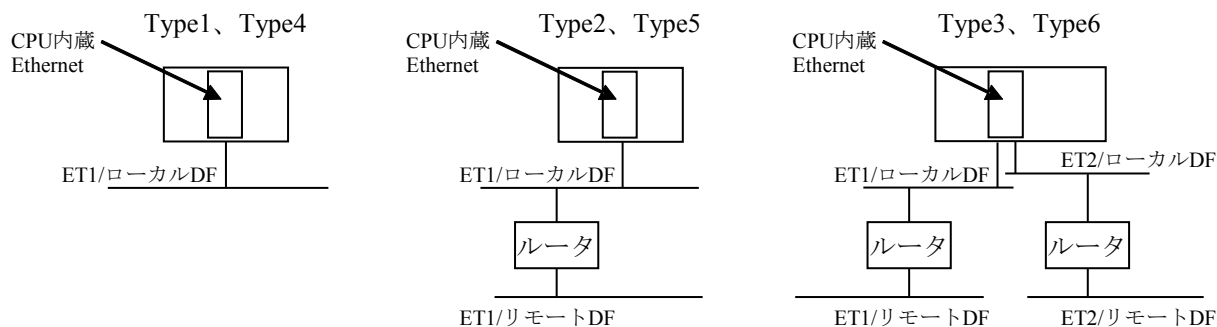 Type1、Type4
CPU内蔵
Ethernet
ET1/ローカルDF
Type2、Type5
CPU内蔵
Ethernet
ET1/ローカルDF
ルータ
ET1/リモートDF
Type3、Type6
CPU内蔵
Ethernet
ET1/ローカルDF
ET2/ローカルDF
ルータ
ルータ
ET1/リモートDF
ET2/リモートDF